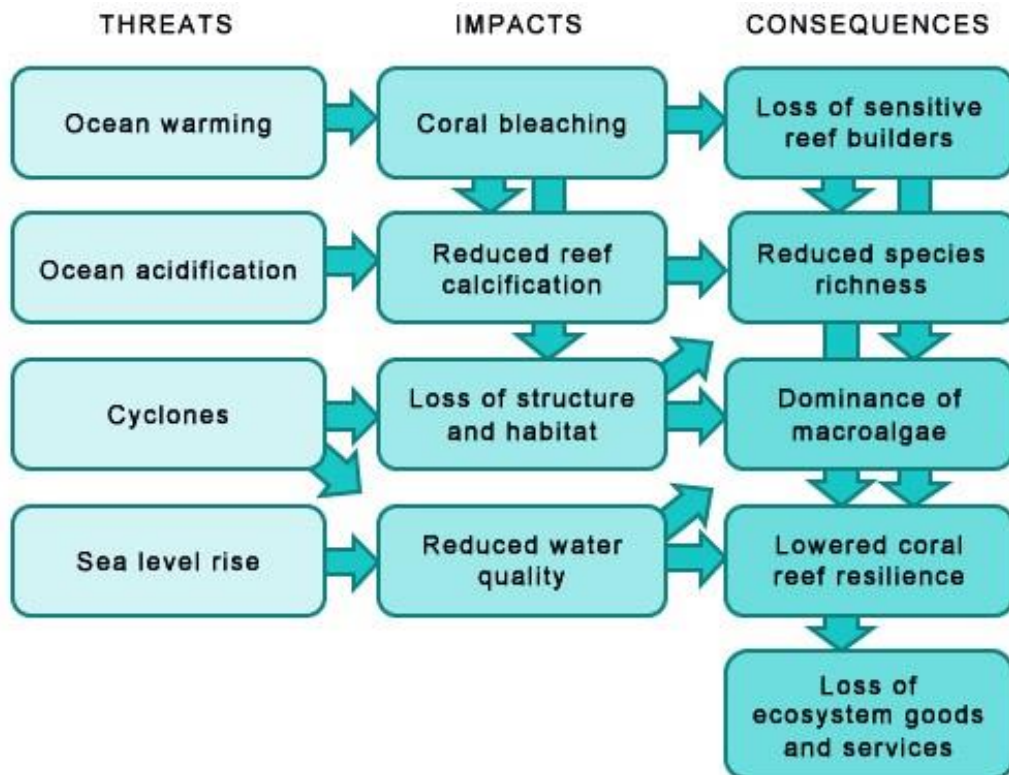 THREATS
IMPACTS
CONSEQUENCES
Ocean warming
Coral bleaching
Loss of sensitive
reef builders
Ocean acidification
Reduced reef
calcification
Reduced species
richness
Cyclones
Loss of structure
and habitat
Dominance of
macroalgae
Sea level rise
Reduced water
quality
Lowered coral
reef resilience
Loss of
ecosystem goods
and services